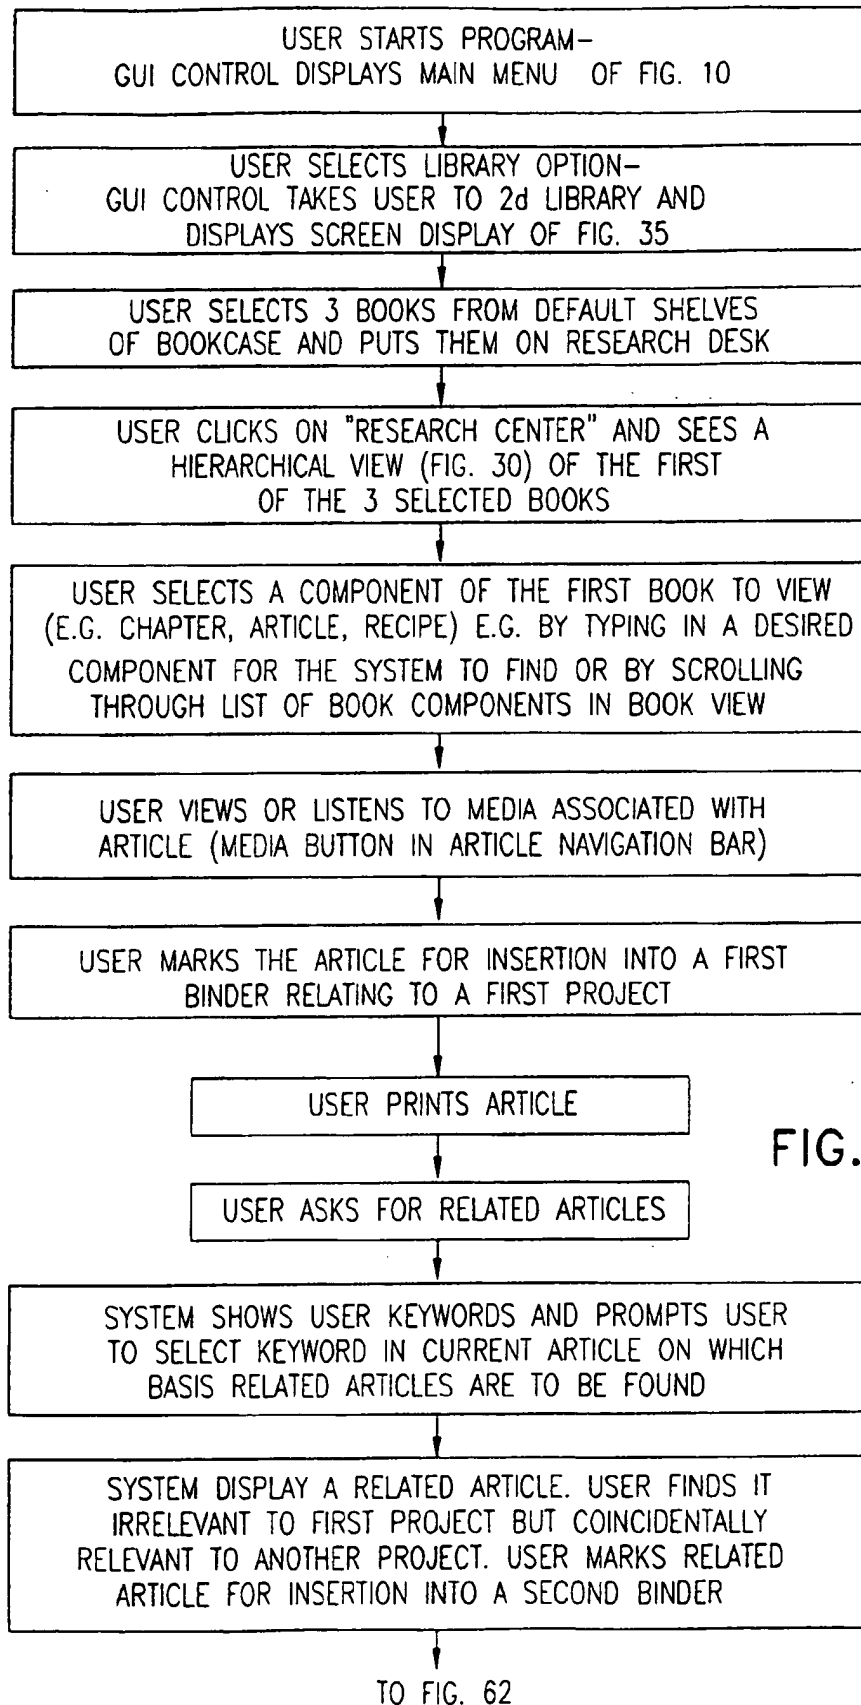 USER STARTS PROGRAM-
GUI CONTROL DISPLAYS MAIN MENU OF FIG. 10
USER SELECTS LIBRARY OPTION-
GUI CONTROL TAKES USER TO 2d LIBRARY AND
DISPLAYS SCREEN DISPLAY OF FIG. 35
USER SELECTS 3 BOOKS FROM DEFAULT SHELVES
OF BOOKCASE AND PUTS THEM ON RESEARCH DESK
USER CLICKS ON "RESEARCH CENTER" AND SEES A
HIERARCHICAL VIEW (FIG. 30) OF THE FIRST
OF THE 3 SELECTED BOOKS
USER SELECTS A COMPONENT OF THE FIRST BOOK TO VIEW
(E.G. CHAPTER, ARTICLE, RECIPE) E.G. BY TYPING IN A DESIRED
COMPONENT FOR THE SYSTEM TO FIND OR BY SCROLLING
THROUGH LIST OF BOOK COMPONENTS IN BOOK VIEW
USER VIEWS OR LISTENS TO MEDIA ASSOCIATED WITH
ARTICLE (MEDIA BUTTON IN ARTICLE NAVIGATION BAR)
USER MARKS THE ARTICLE FOR INSERTION INTO A FIRST
BINDER RELATING TO A FIRST PROJECT
USER PRINTS ARTICLE
FIG.
USER ASKS FOR RELATED ARTICLES
SYSTEM SHOWS USER KEYWORDS AND PROMPTS USER
TO SELECT KEYWORD IN CURRENT ARTICLE ON WHICH
BASIS RELATED ARTICLES ARE TO BE FOUND
SYSTEM DISPLAY A RELATED ARTICLE. USER FINDS IT
IRRELEVANT TO FIRST PROJECT BUT COINCIDENTALLY
RELEVANT TO ANOTHER PROJECT. USER MARKS RELATED
ARTICLE FOR INSERTION INTO A SECOND BINDER
TO FIG. 62